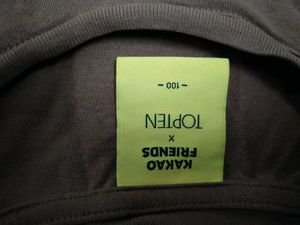 KAKAO
FRIENDS
x
TOPTEN
- 100 -